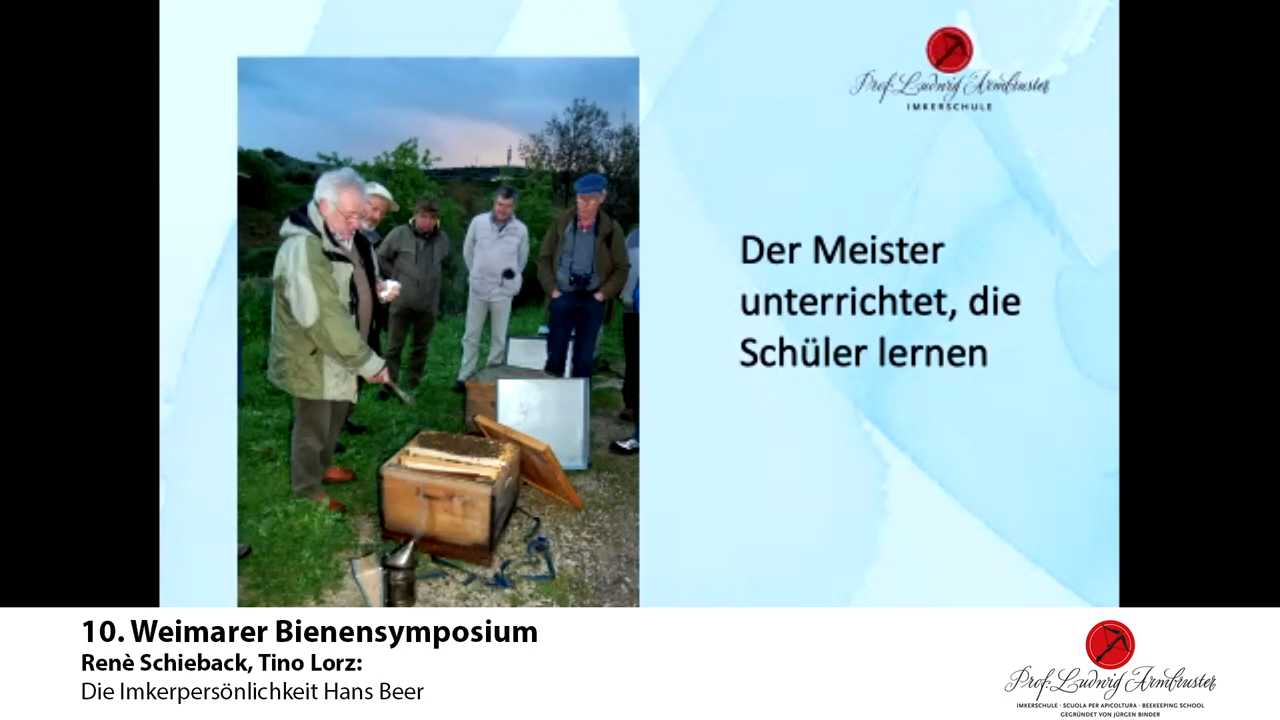 Prof. Ludwig Armbruster
IMKERSCHULE
Der Meister
unterrichtet, die
Schüler lernen
10. Weimarer Bienensymposium
Renè Schieback, Tino Lorz:
Die Imkerpersönlichkeit Hans Beer
Prof. Ludwig Armbruster
IMKERSCHULE · SCUOLA PER APICOLTURA · BEEKEEPING SCHOOL
GEGRÜNDET VON JÜRGEN BINDER